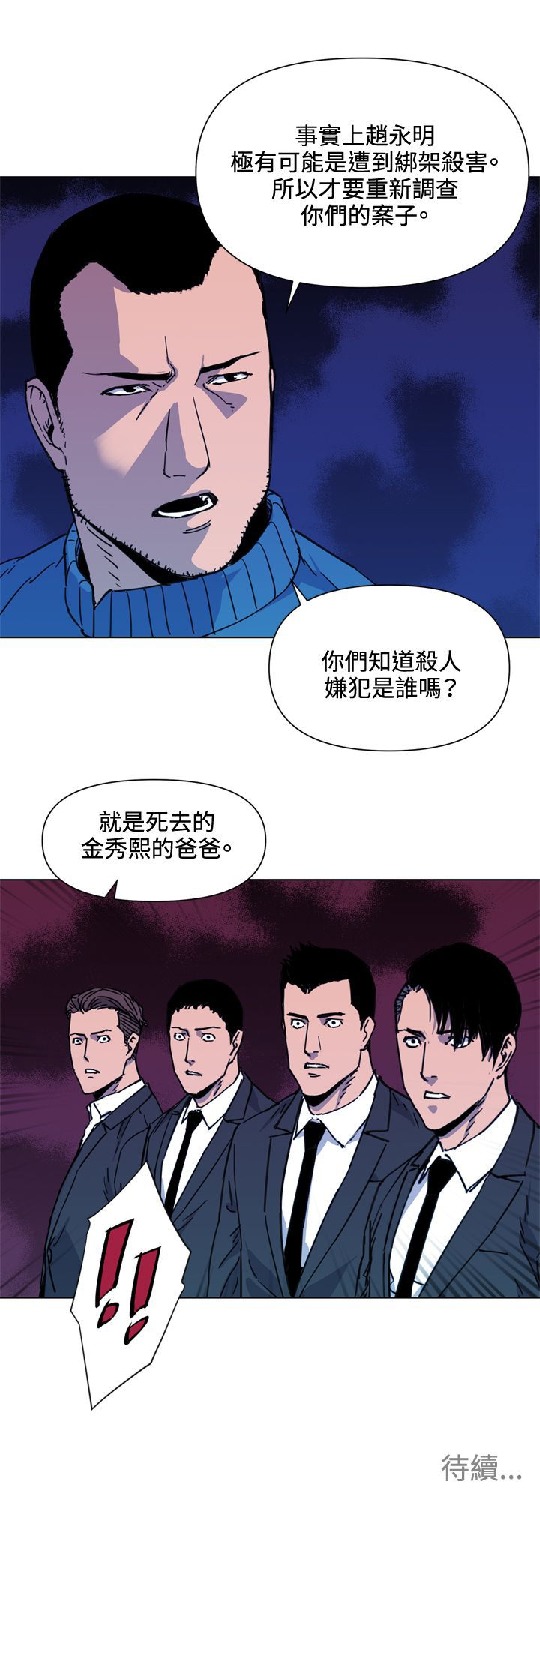 事實上趙永明
極有可能是遭到綁架殺害。
所以才要重新調查
你們的案子。
你們知道殺人
嫌犯是誰嗎？
就是死去的
金秀熙的爸爸。
!!
待續...